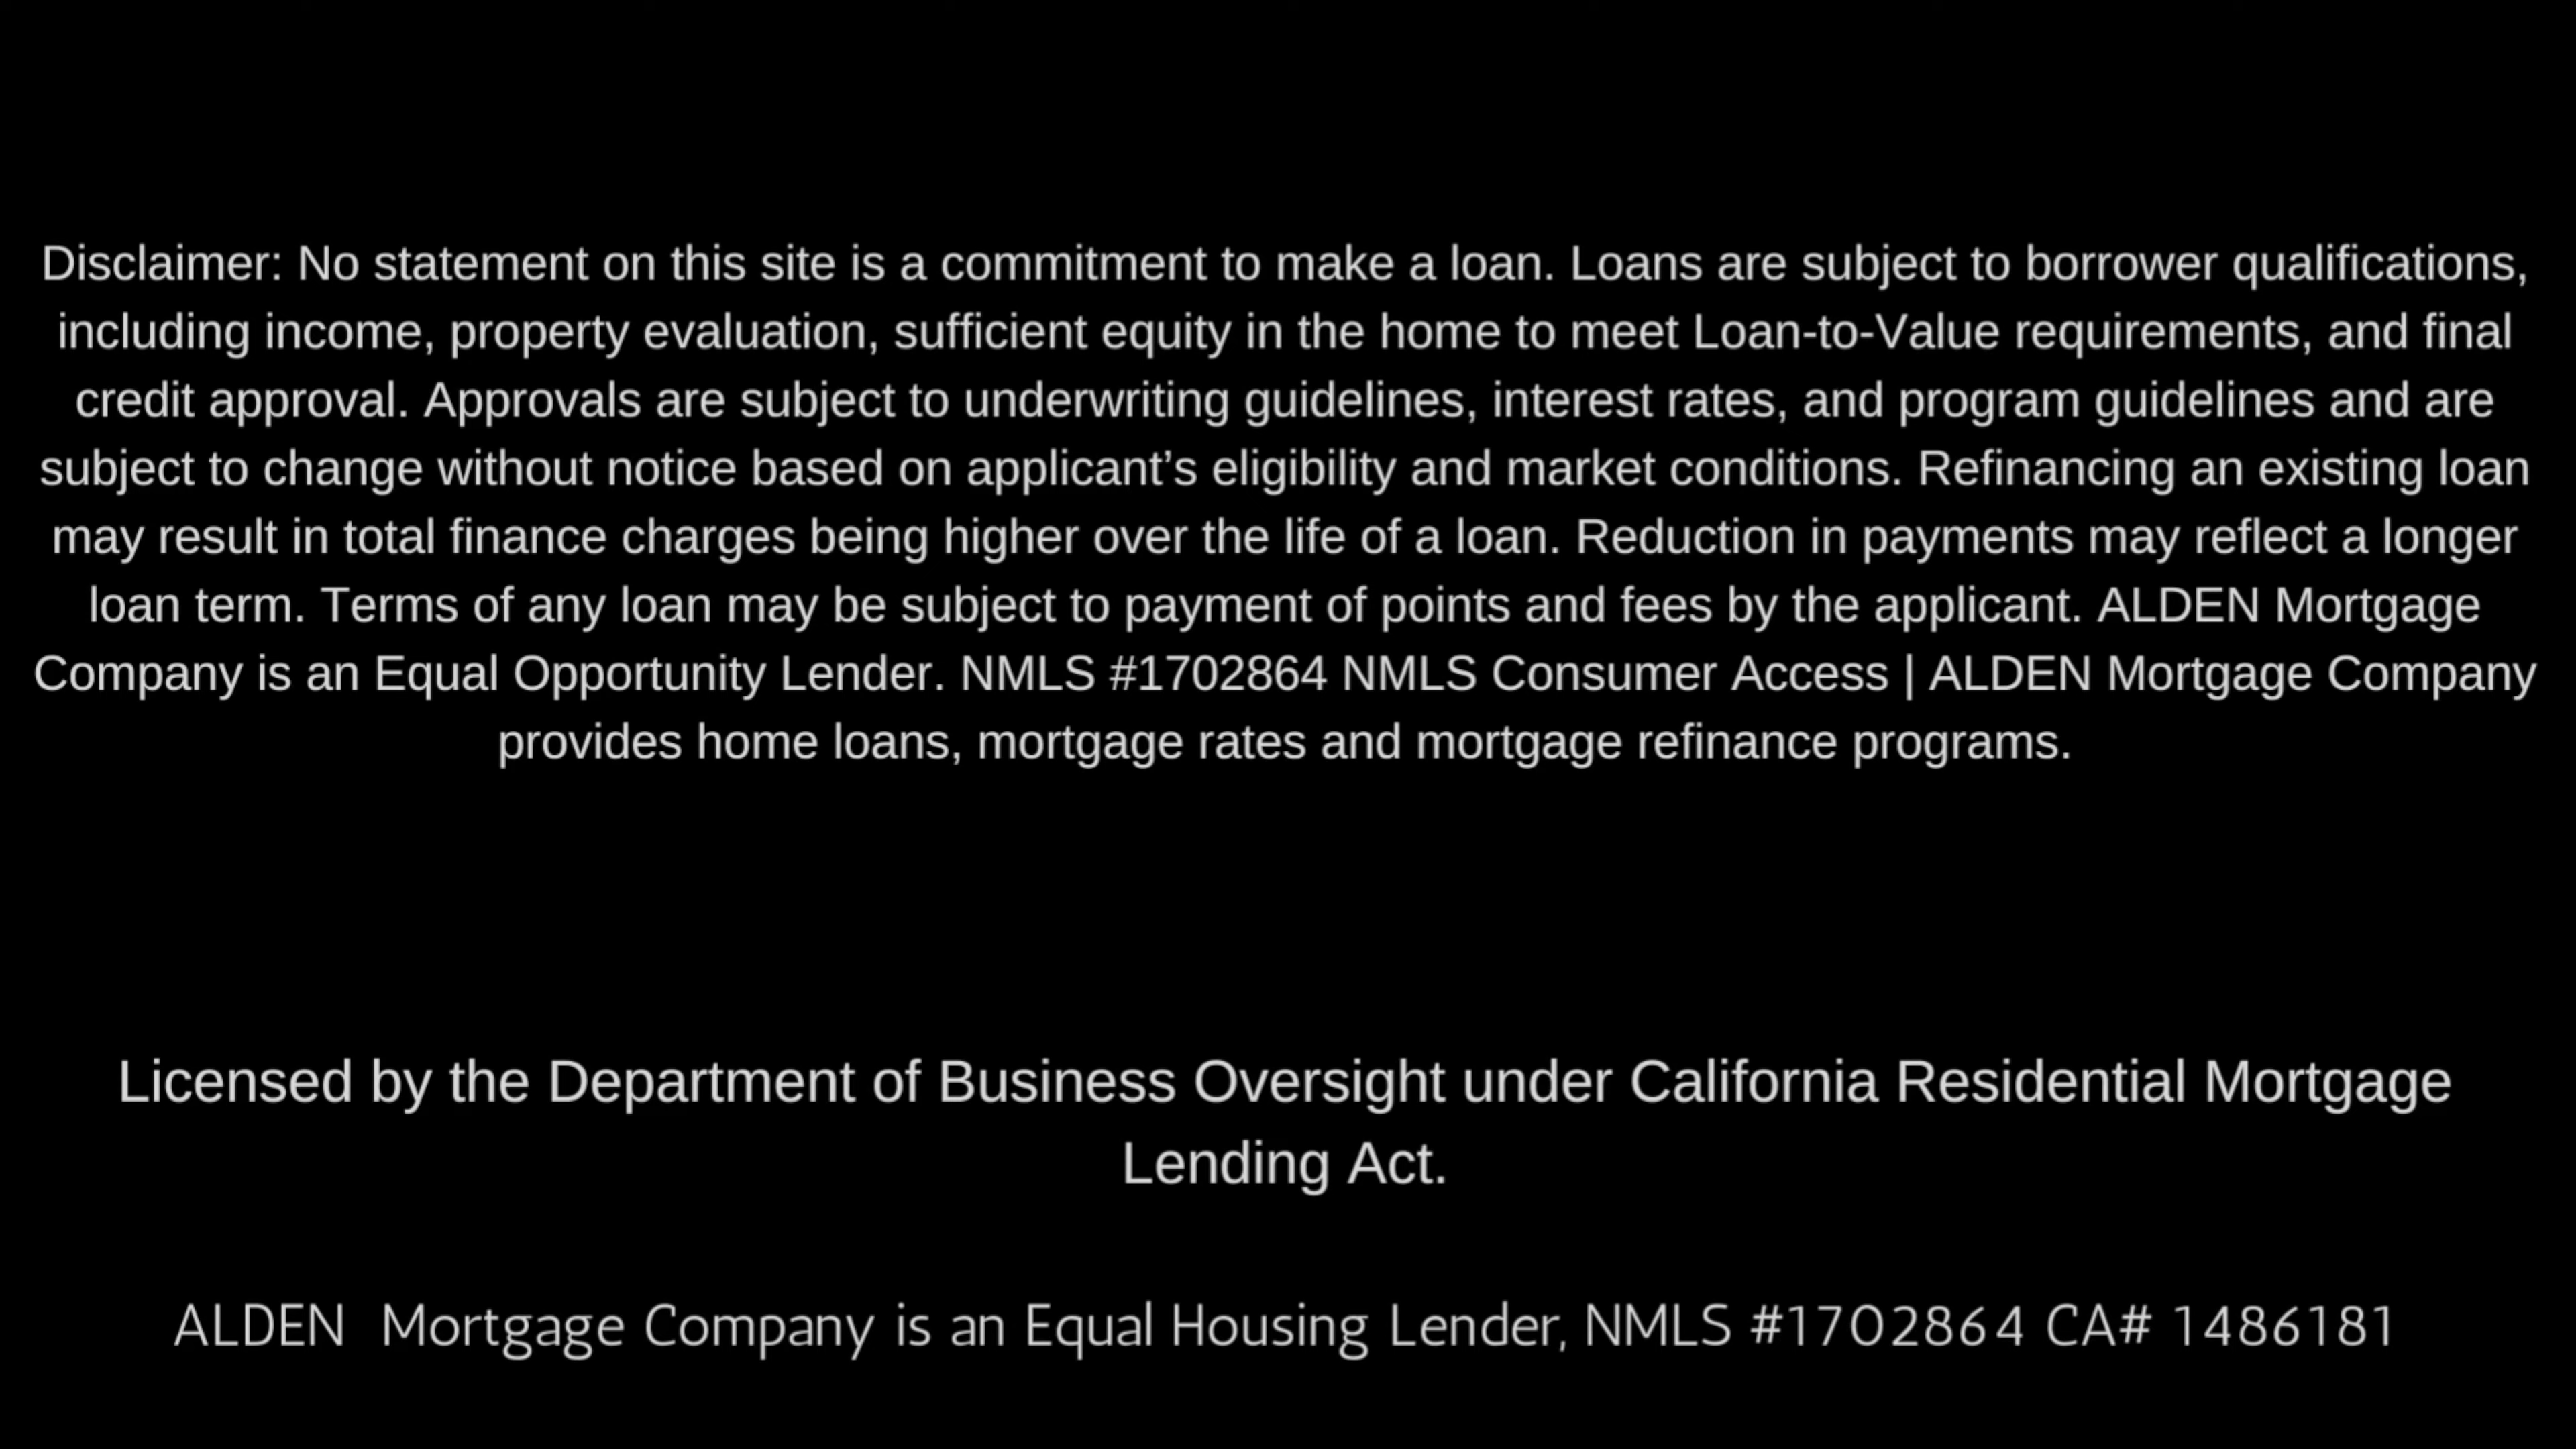 Disclaimer: No statement on this site is a commitment to make a loan. Loans are subject to borrower qualifications,
including income, property evaluation, sufficient equity in the home to meet Loan-to-Value requirements, and final
credit approval. Approvals are subject to underwriting guidelines, interest rates, and program guidelines and are
subject to change without notice based on applicant’s eligibility and market conditions. Refinancing an existing loan
may result in total finance charges being higher over the life of a loan. Reduction in payments may reflect a longer
loan term. Terms of any loan may be subject to payment of points and fees by the applicant. ALDEN Mortgage
Company is an Equal Opportunity Lender. NMLS #1702864 NMLS Consumer Access | ALDEN Mortgage Company
provides home loans, mortgage rates and mortgage refinance programs.
Licensed by the Department of Business Oversight under California Residential Mortgage
Lending Act.
ALDEN Mortgage Company is an Equal Housing Lender, NMLS #1702864 CA# 1486181